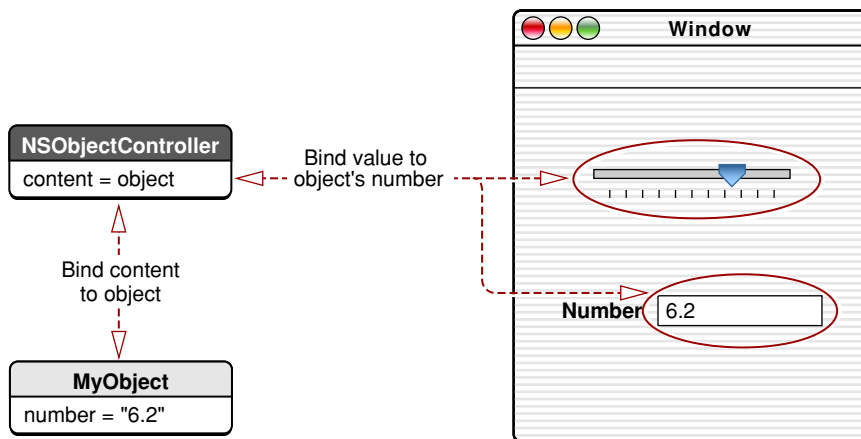 Window
NSObjectController
content = object
Bind value to
object's number
Bind content
to object
Number
6.2
MyObject
number = "6.2"